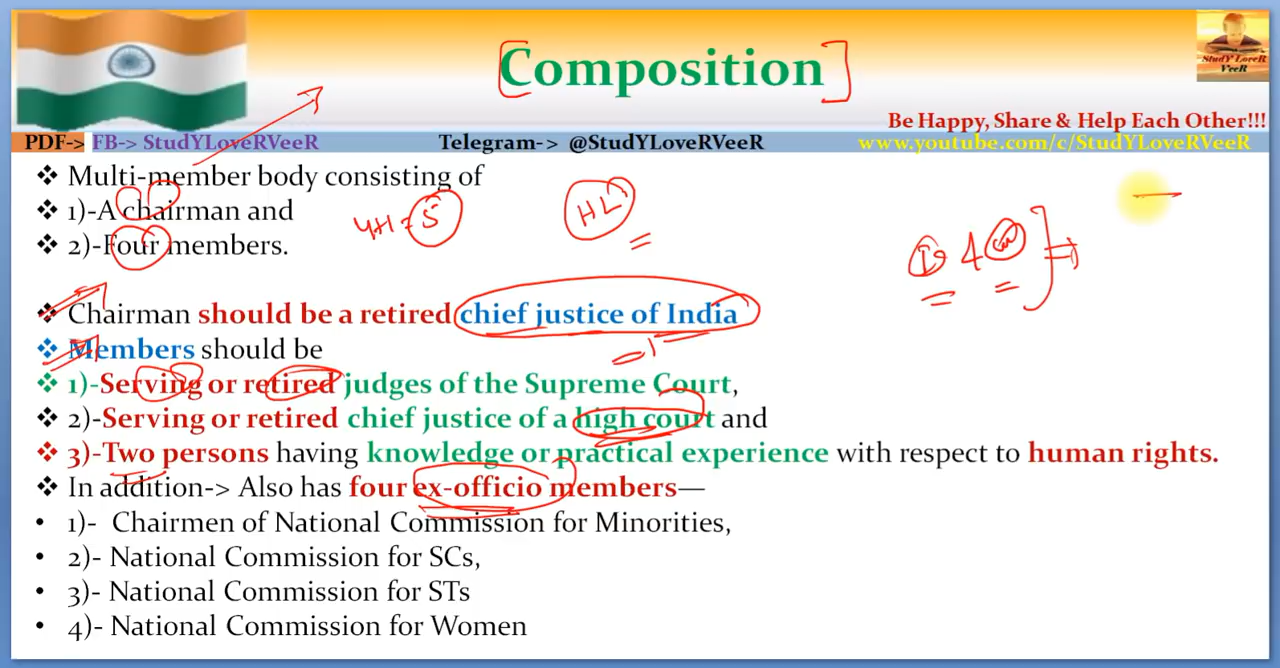 Composition
StudY LoveR
VeeR
Be Happy, Share & Help Each Other!!!
PDF-> FB-> StudYLoveRVeeR Telegram-> @StudYLoveRVeeR www.youtube.com/c/StudYLoveRVeeR
❖ Multi-member body consisting of
❖ 1)-A chairman and
4+1=5
HL
❖ 2)-Four members.
❖ Chairman should be a retired chief justice of India
❖ Members should be
❖ 1)-Serving or retired judges of the Supreme Court,
❖ 2)-Serving or retired chief justice of a high court and
❖ 3)-Two persons having knowledge or practical experience with respect to human rights.
❖ In addition-> Also has four ex-officio members—
• 1)- Chairmen of National Commission for Minorities,
• 2)- National Commission for SCs,
• 3)- National Commission for STs
• 4)- National Commission for Women